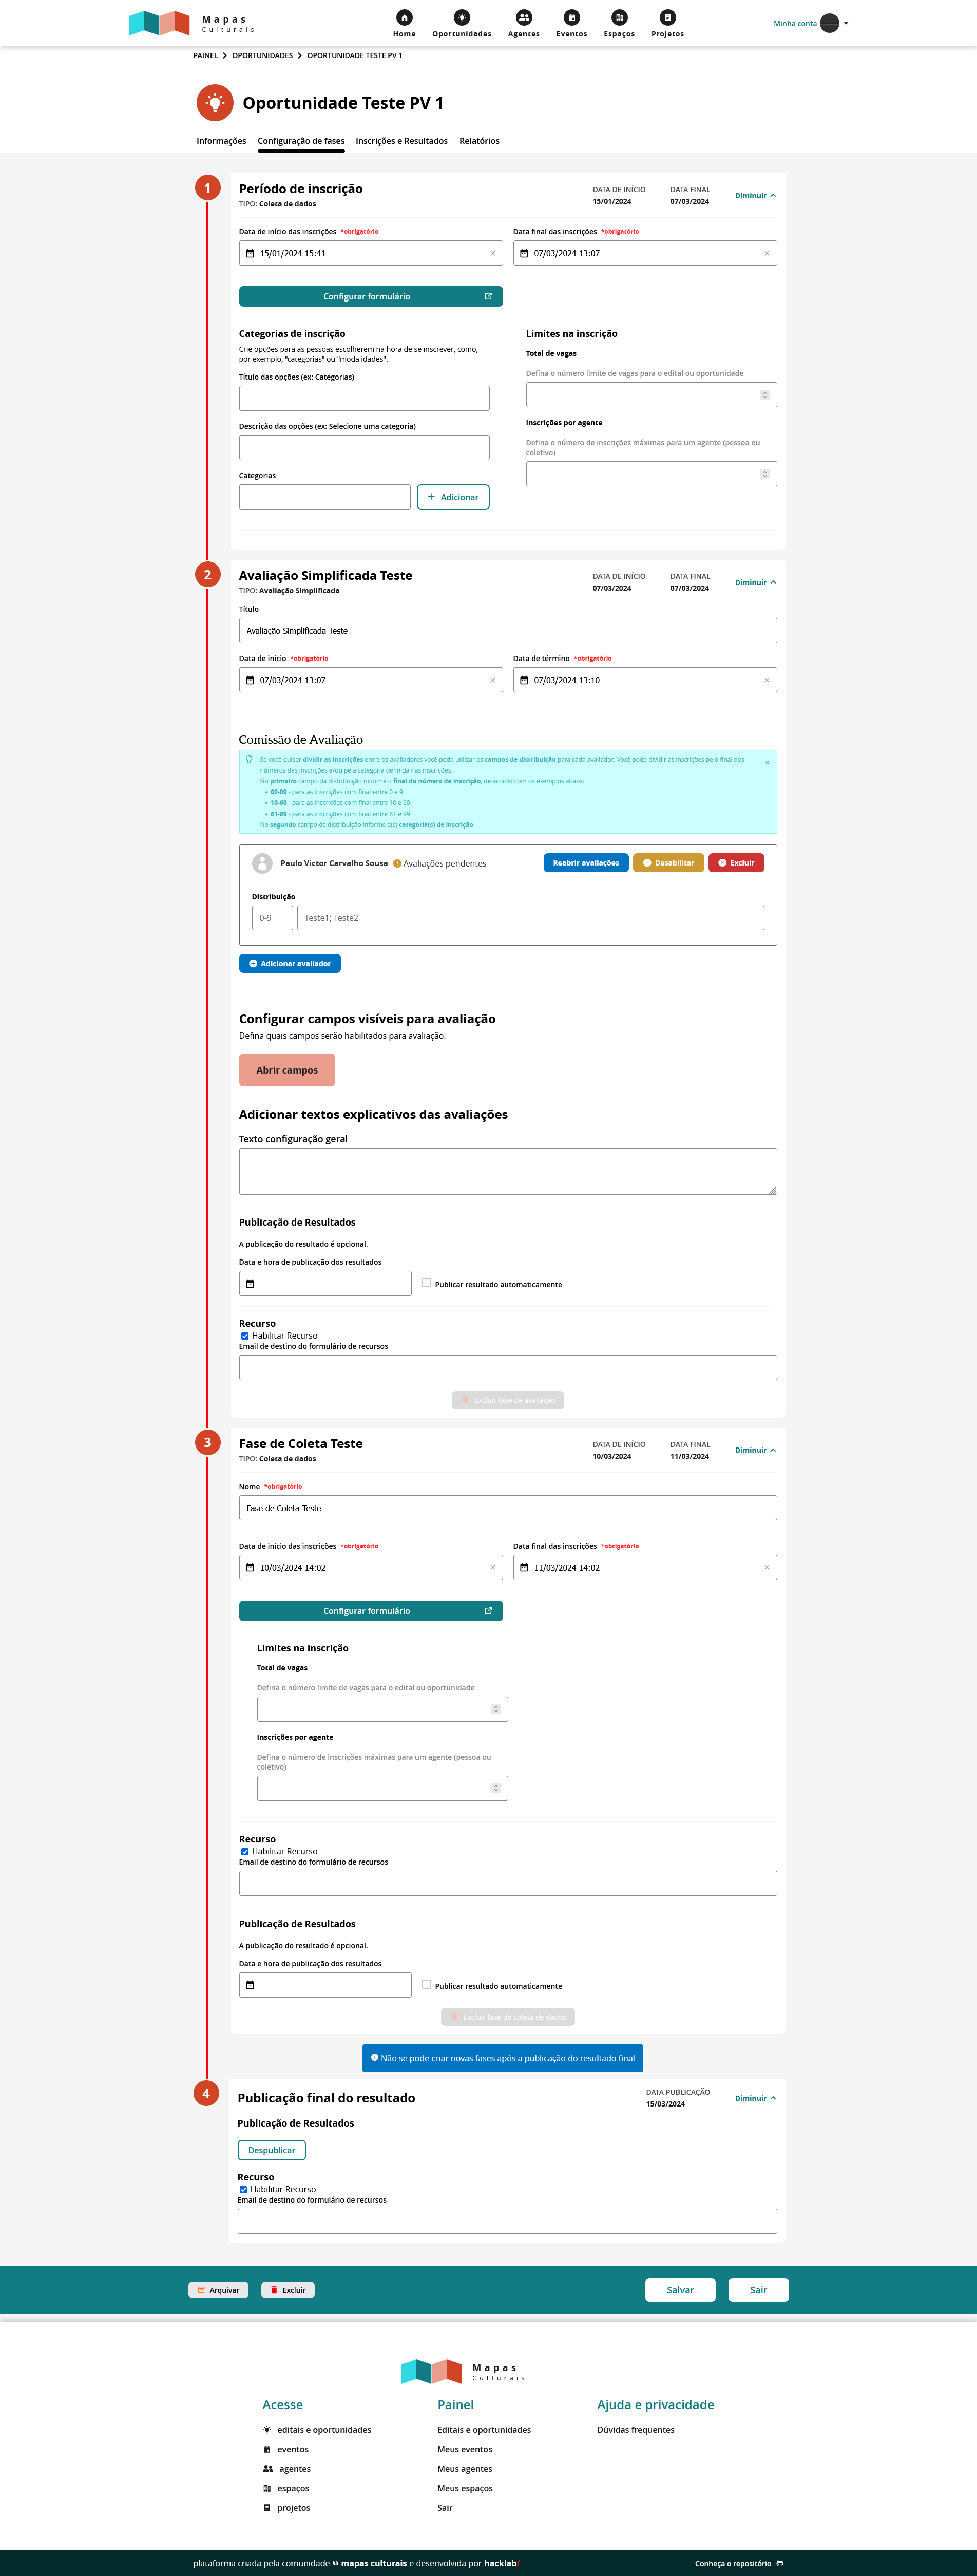 Mapas
Culturais
Home
Oportunidades
Agentes
Eventos
Espaços
Projetos
Minha conta
PAINEL
OPORTUNIDADES
OPORTUNIDADE TESTE PV 1
Oportunidade Teste PV 1
Informações
Configuração de fases
Inscrições e Resultados
Relatórios
1
Período de inscrição
TIPO: Coleta de dados
DATA DE INÍCIO
15/01/2024
DATA FINAL
07/03/2024
Diminuir
Data de início das inscrições *obrigatório
15/01/2024 15:41
Data final das inscrições *obrigatório
07/03/2024 13:07
Configurar formulário
Categorias de inscrição
Crie opções para as pessoas escolherem na hora de se inscrever, como,
por exemplo, "categorias" ou "modalidades".
Título das opções (ex: Categorias)
Descrição das opções (ex: Selecione uma categoria)
Categorias
Adicionar
Limites na inscrição
Total de vagas
Defina o número limite de vagas para o edital ou oportunidade
Inscrições por agente
Defina o número de inscrições máximas para um agente (pessoa ou
coletivo)
2
Avaliação Simplificada Teste
TIPO: Avaliação Simplificada
DATA DE INÍCIO
07/03/2024
DATA FINAL
07/03/2024
Diminuir
Título
Avaliação Simplificada Teste
Data de início *obrigatório
07/03/2024 13:07
Data de término *obrigatório
07/03/2024 13:10
Comissão de Avaliação
Se você quiser dividir as inscrições entre os avaliadores você pode utilizar os campos de distribuição para cada avaliador. Você pode dividir as inscrições pelo final dos
números das inscrições e/ou pela categoria definida nas inscrições.
No primeiro campo da distribuição informe o final do número de inscrição, de acordo com os exemplos abaixo:
• 00-09 - para as inscrições com final entre 0 e 9
• 10-60 - para as inscrições com final entre 10 e 60
• 61-99 - para as inscrições com final entre 61 e 99
No segundo campo da distribuição informe a(s) categoria(s) de inscrição
Paulo Victor Carvalho Sousa
Avaliações pendentes
Reabrir avaliações
Desabilitar
Excluir
Distribuição
0-9
Teste1; Teste2
Adicionar avaliador
Configurar campos visíveis para avaliação
Defina quais campos serão habilitados para avaliação.
Abrir campos
Adicionar textos explicativos das avaliações
Texto configuração geral
Publicação de Resultados
A publicação do resultado é opcional.
Data e hora de publicação dos resultados
Publicar resultado automaticamente
Recurso
Habilitar Recurso
Email de destino do formulário de recursos
Excluir fase de avaliação
3
Fase de Coleta Teste
TIPO: Coleta de dados
DATA DE INÍCIO
10/03/2024
DATA FINAL
11/03/2024
Diminuir
Nome *obrigatório
Fase de Coleta Teste
Data de início das inscrições *obrigatório
10/03/2024 14:02
Data final das inscrições *obrigatório
11/03/2024 14:02
Configurar formulário
Limites na inscrição
Total de vagas
Defina o número limite de vagas para o edital ou oportunidade
Inscrições por agente
Defina o número de inscrições máximas para um agente (pessoa ou
coletivo)
Recurso
Habilitar Recurso
Email de destino do formulário de recursos
Publicação de Resultados
A publicação do resultado é opcional.
Data e hora de publicação dos resultados
Publicar resultado automaticamente
Excluir fase de coleta de dados
Não se pode criar novas fases após a publicação do resultado final
4
Publicação final do resultado
DATA PUBLICAÇÃO
15/03/2024
Diminuir
Publicação de Resultados
Despublicar
Recurso
Habilitar Recurso
Email de destino do formulário de recursos
Arquivar
Excluir
Salvar
Sair
Mapas
Culturais
Acesse
editais e oportunidades
eventos
agentes
espaços
projetos
Painel
Editais e oportunidades
Meus eventos
Meus agentes
Meus espaços
Sair
Ajuda e privacidade
Dúvidas frequentes
plataforma criada pela comunidade mapas culturais e desenvolvida por hacklab/
Conheça o repositório